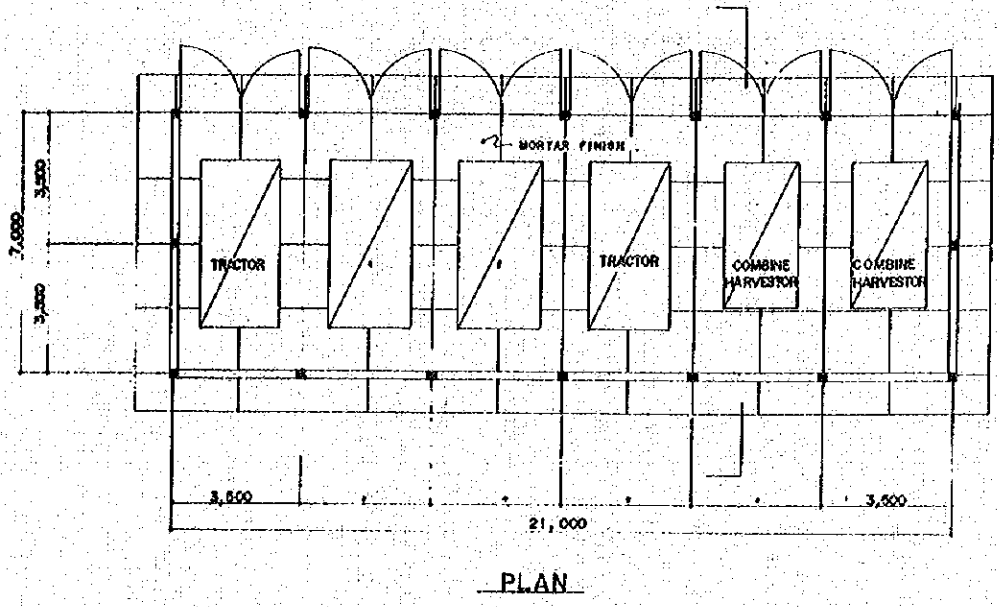 MORTAR FINISH
3,500
7,000
3,500
TRACTOR
"
"
TRACTOR
COMBINE
HARVESTOR
COMBINE
HARVESTOR
3,500
"
"
"
"
3,500
21,000
PLAN